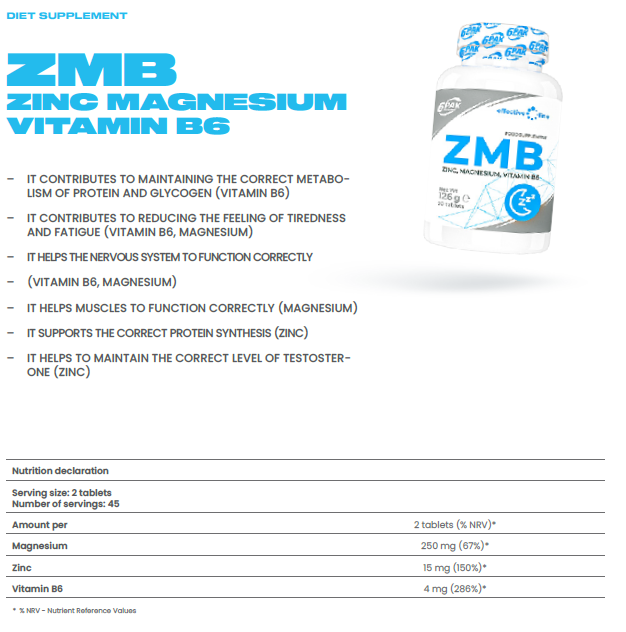 DIET SUPPLEMENT
ZMB
ZINC MAGNESIUM
VITAMIN B6
– IT CONTRIBUTES TO MAINTAINING THE CORRECT METABO-
LISM OF PROTEIN AND GLYCOGEN (VITAMIN B6)
– IT CONTRIBUTES TO REDUCING THE FEELING OF TIREDNESS
AND FATIGUE (VITAMIN B6, MAGNESIUM)
– IT HELPS THE NERVOUS SYSTEM TO FUNCTION CORRECTLY
– (VITAMIN B6, MAGNESIUM)
– IT HELPS MUSCLES TO FUNCTION CORRECTLY (MAGNESIUM)
– IT SUPPORTS THE CORRECT PROTEIN SYNTHESIS (ZINC)
– IT HELPS TO MAINTAIN THE CORRECT LEVEL OF TESTOSTER-
ONE (ZINC)
6PAK
effective line
FOOD SUPPLEMENT
ZMB
ZINC, MAGNESIUM, VITAMIN B6
Net Wt.
126 g ℮
90 tablets
Nutrition declaration
Serving size: 2 tablets
Number of servings: 45
Amount per 2 tablets (% NRV)*
Magnesium 250 mg (67%)*
Zinc 15 mg (150%)*
Vitamin B6 4 mg (286%)*
* % NRV - Nutrient Reference Values